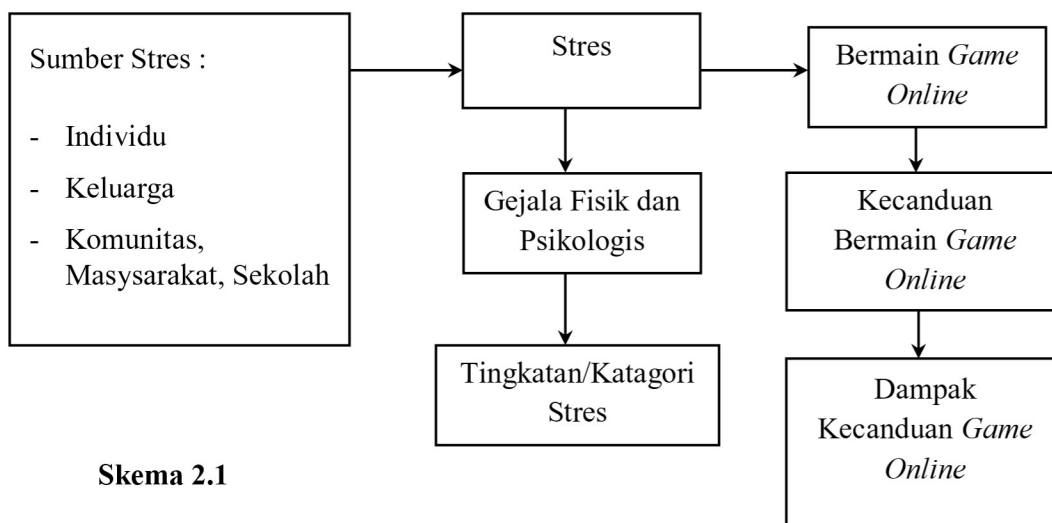 Sumber Stres :
- Individu
- Keluarga
- Komunitas,
Masysarakat, Sekolah
Stres
Gejala Fisik dan
Psikologis
Tingkatan/Katagori
Stres
Bermain Game
Online
Kecanduan
Bermain Game
Online
Dampak
Kecanduan Game
Online
Skema 2.1